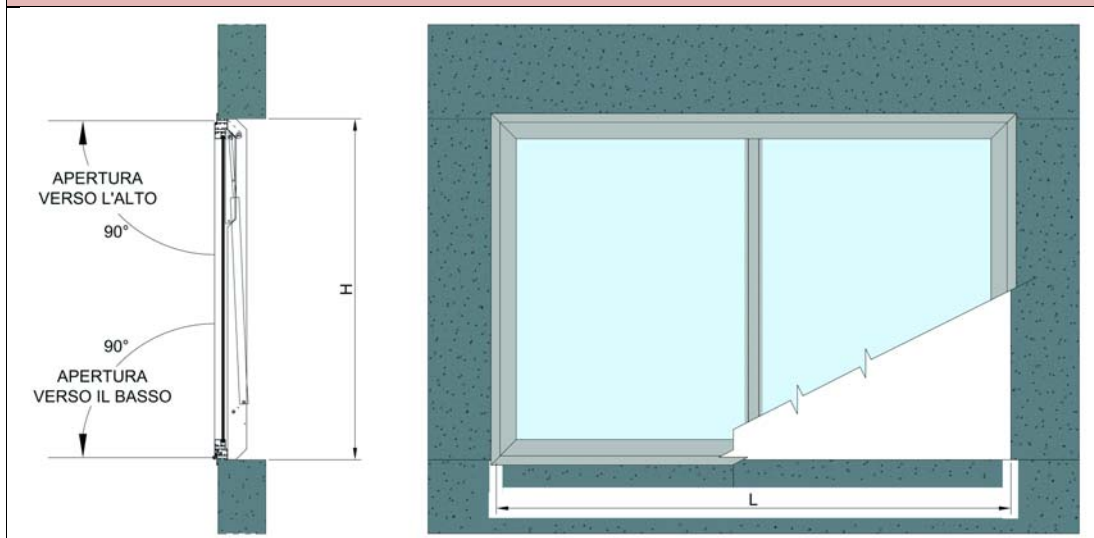 APERTURA
VERSO L'ALTO
90°
90°
APERTURA
VERSO IL BASSO
H
L